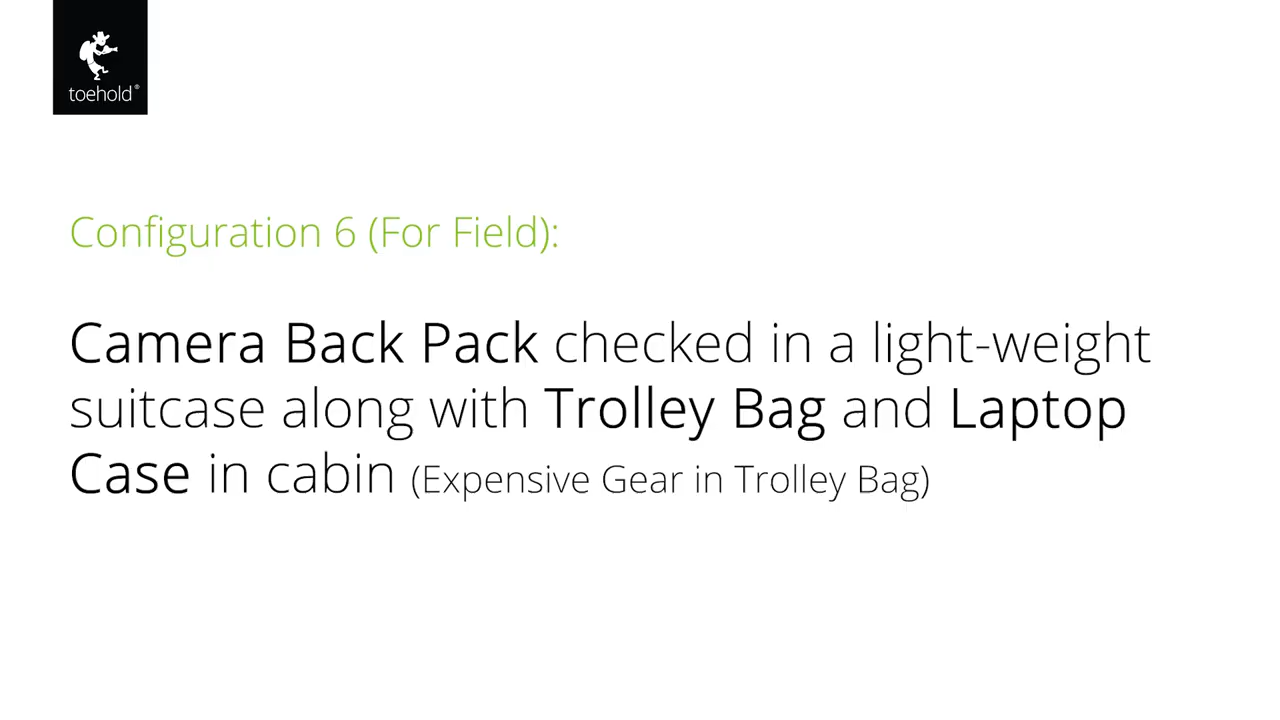 toehold®
Configuration 6 (For Field):
Camera Back Pack checked in a light-weight
suitcase along with Trolley Bag and Laptop
Case in cabin (Expensive Gear in Trolley Bag)